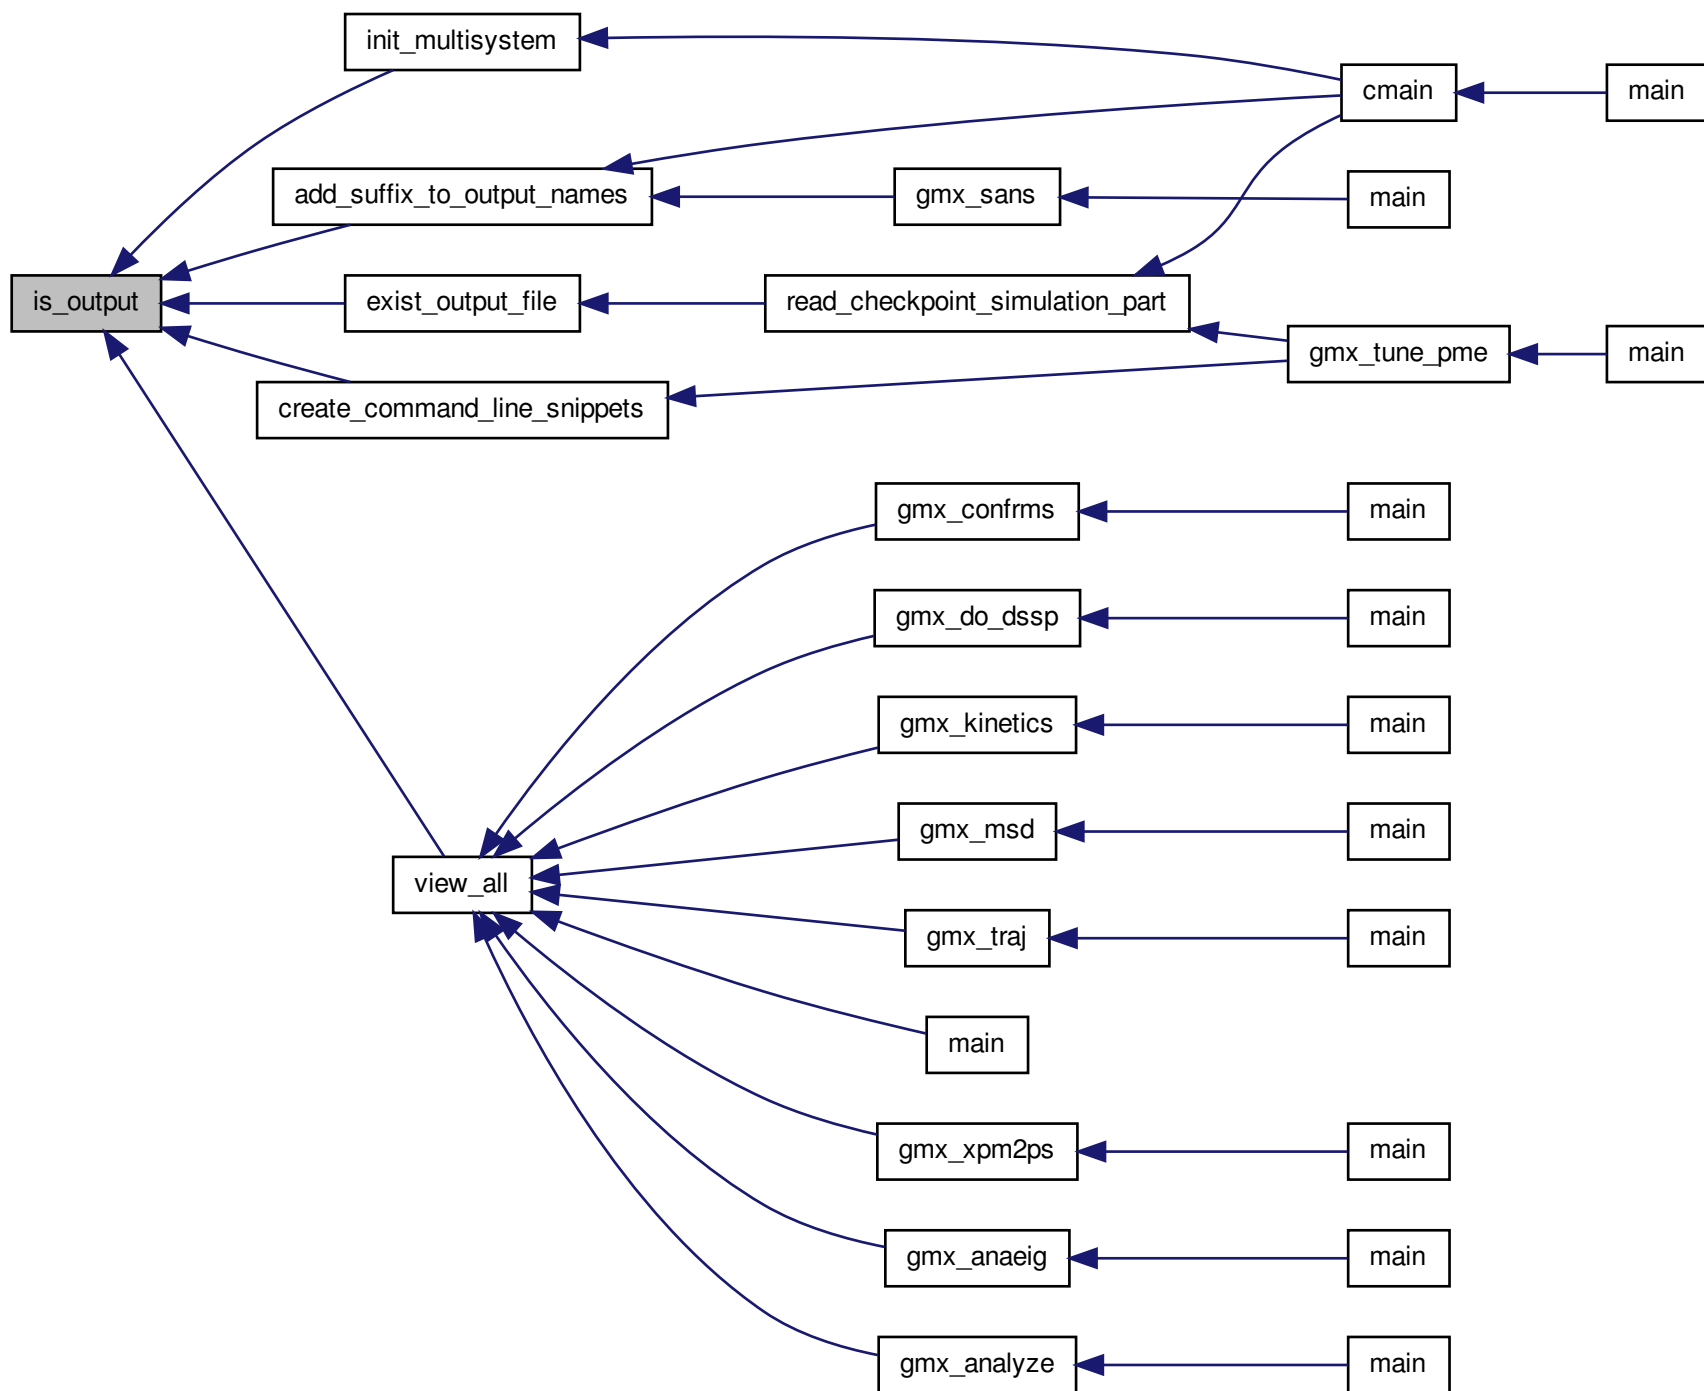 init_multisystem
cmain
main
add_suffix_to_output_names
gmx_sans
main
is_output
exist_output_file
read_checkpoint_simulation_part
gmx_tune_pme
main
create_command_line_snippets
gmx_confrms
main
gmx_do_dssp
main
gmx_kinetics
main
gmx_msd
main
view_all
gmx_traj
main
main
gmx_xpm2ps
main
gmx_anaeig
main
gmx_analyze
main